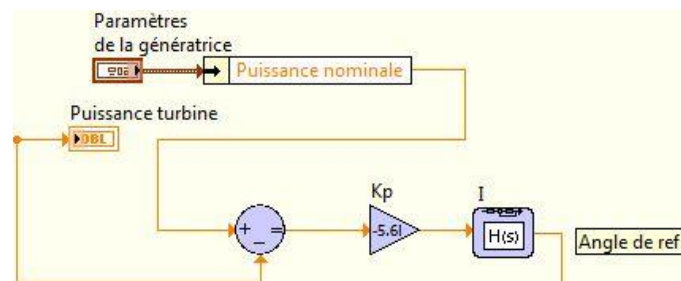 Paramètres
de la génératrice
Puissance nominale
Puissance turbine
DBL
Kp
I
+
=
−
-5.6
H(s)
Angle de ref